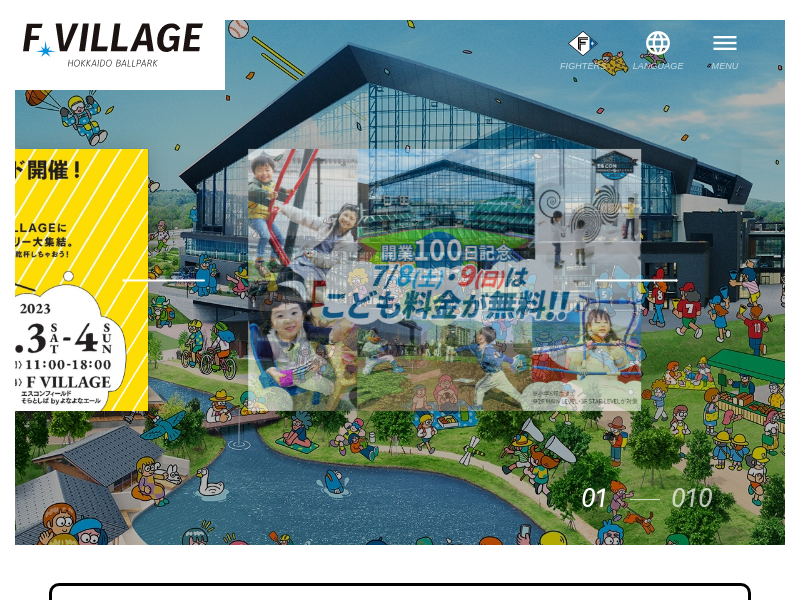 F VILLAGE
HOKKAIDO BALLPARK
FIGHTERS
LANGUAGE
MENU
ド開催！
LLAGEに
リー大集結。
乾杯しちゃおう！
2023
.3 SAT - 4 SUN
11:00-18:00
F VILLAGE
エスコンフィールド
そらとしば byよなよなエール
開業100日記念
7/8(土)・9(日)は
こども料金が無料!!
01
010